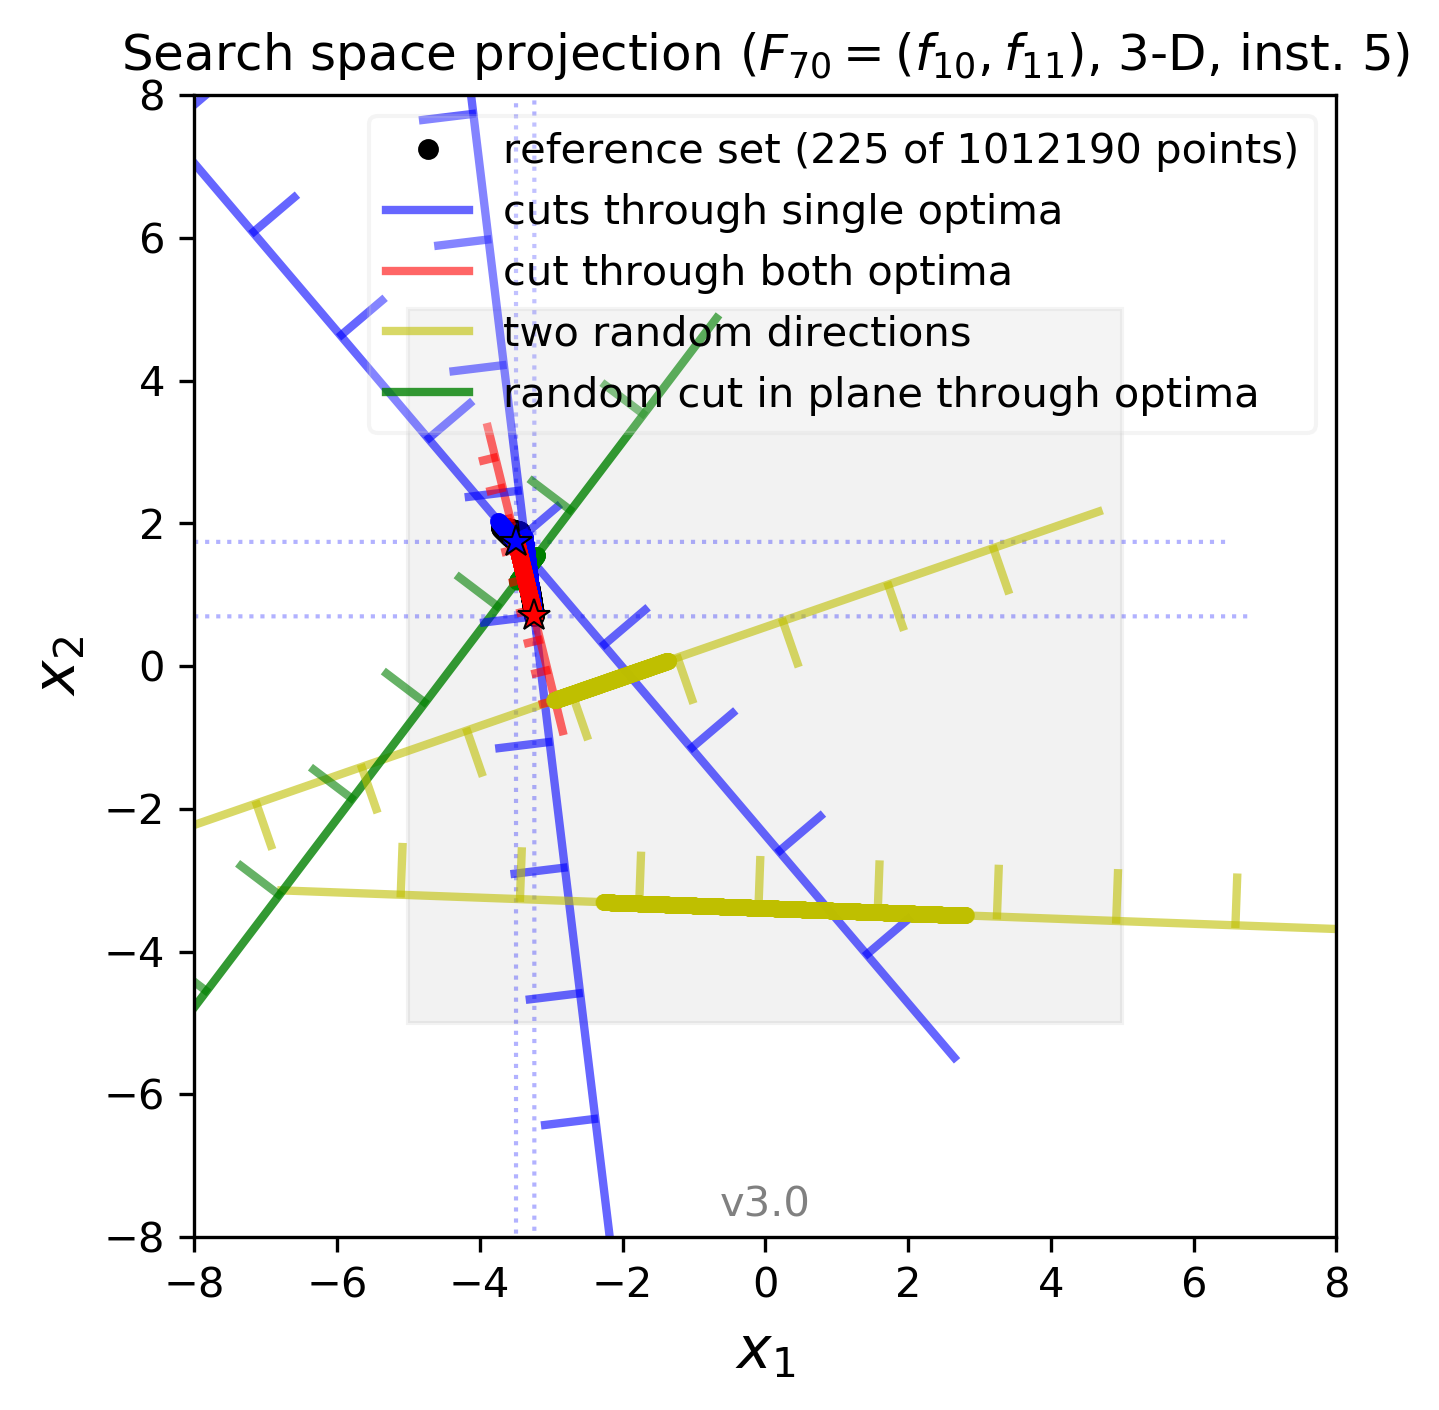 Search space projection (F70 = (f10, f11), 3-D, inst. 5)
8
6
4
2
0
−2
−4
−6
−8
x2
reference set (225 of 1012190 points)
cuts through single optima
cut through both optima
two random directions
random cut in plane through optima
v3.0
−8 −6 −4 −2 0 2 4 6 8
x1